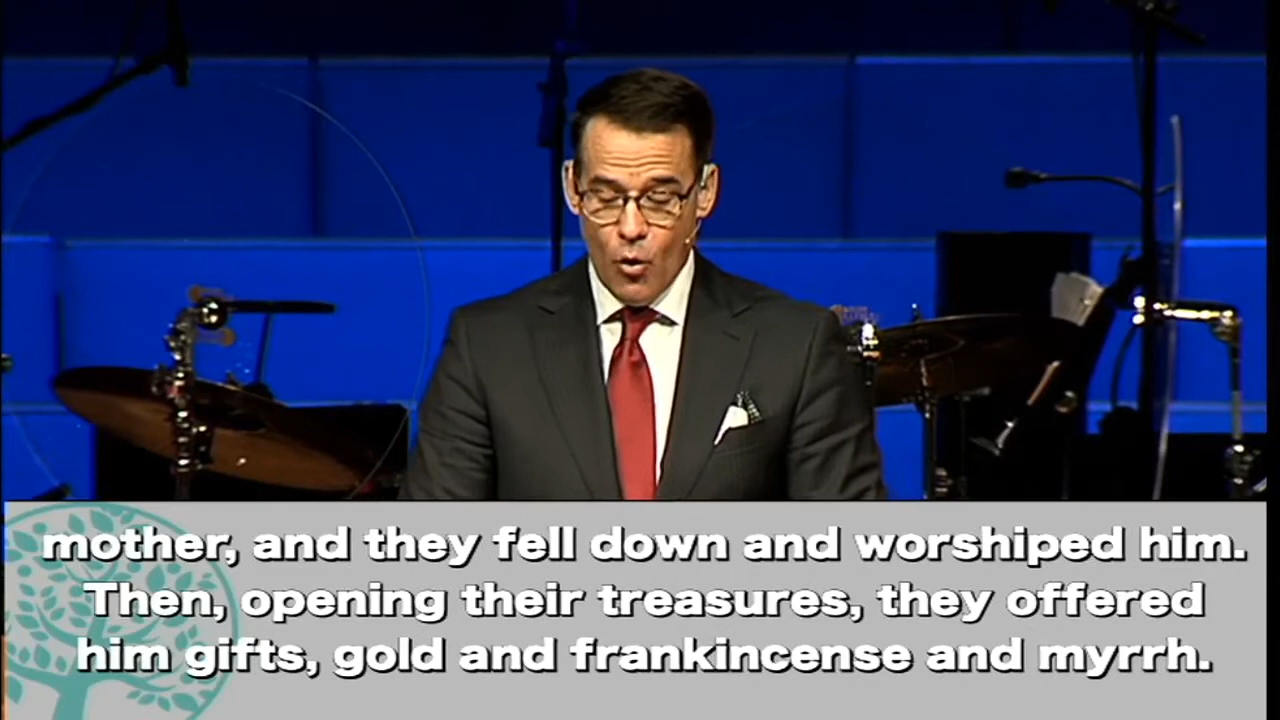 mother, and they fell down and worshiped him.
Then, opening their treasures, they offered
him gifts, gold and frankincense and myrrh.